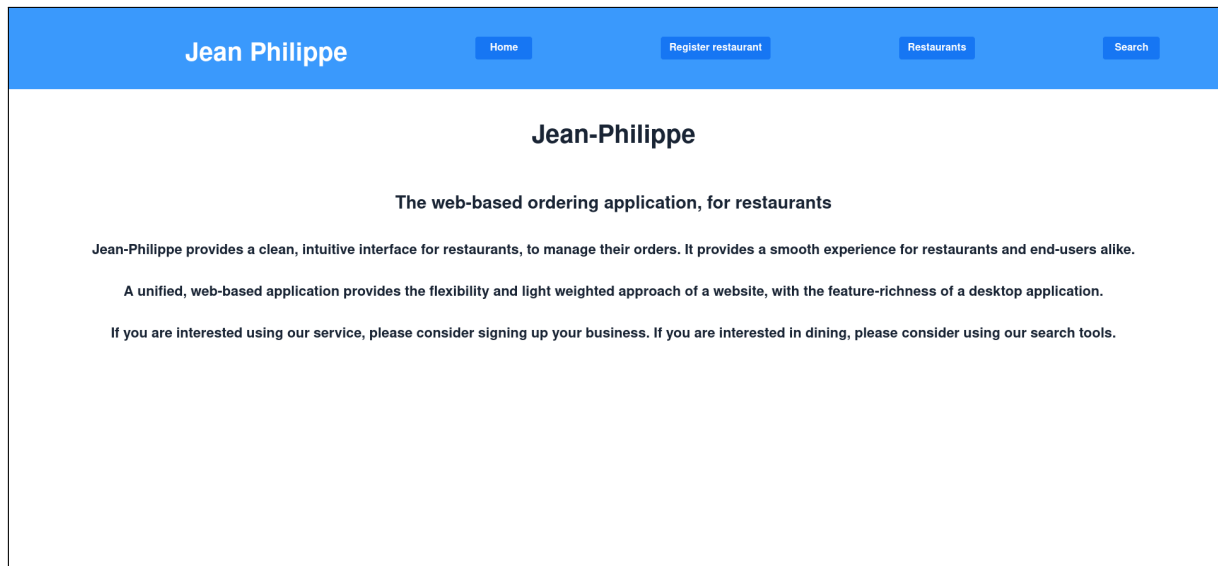 Jean Philippe
Home
Register restaurant
Restaurants
Search
Jean-Philippe
The web-based ordering application, for restaurants
Jean-Philippe provides a clean, intuitive interface for restaurants, to manage their orders. It provides a smooth experience for restaurants and end-users alike.
A unified, web-based application provides the flexibility and light weighted approach of a website, with the feature-richness of a desktop application.
If you are interested using our service, please consider signing up your business. If you are interested in dining, please consider using our search tools.